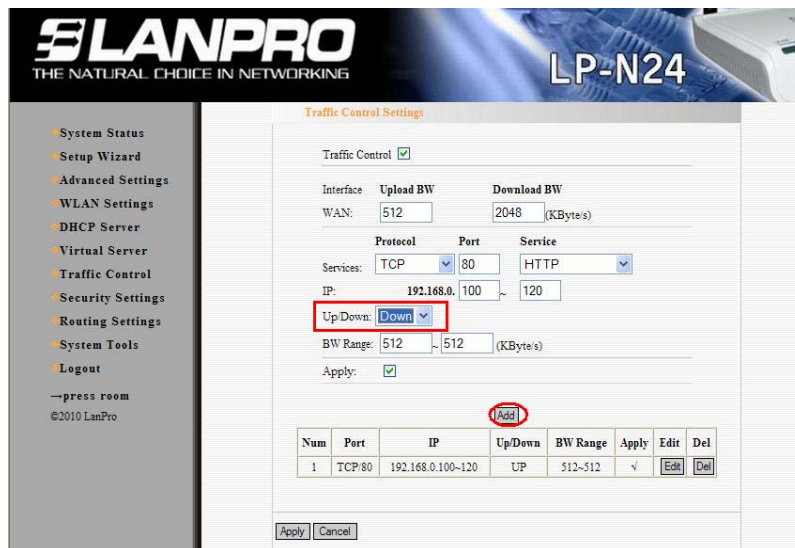 LANPRO
THE NATURAL CHOICE IN NETWORKING
LP-N24
System Status
Setup Wizard
Advanced Settings
WLAN Settings
DHCP Server
Virtual Server
Traffic Control
Security Settings
Routing Settings
System Tools
Logout
→press room
©2010 LanPro
Traffic Control Settings
Traffic Control
Interface Upload BW Download BW
WAN: 512 2048 (KByte/s)
Protocol Port Service
Services: TCP 80 HTTP
IP: 192.168.0. 100 ~ 120
Up/Down: Down
BW Range: 512 ~ 512 (KByte/s)
Apply:
Add
Num Port IP Up/Down BW Range Apply Edit Del
1 TCP/80 192.168.0.100~120 UP 512~512 √ Edit Del
Apply Cancel